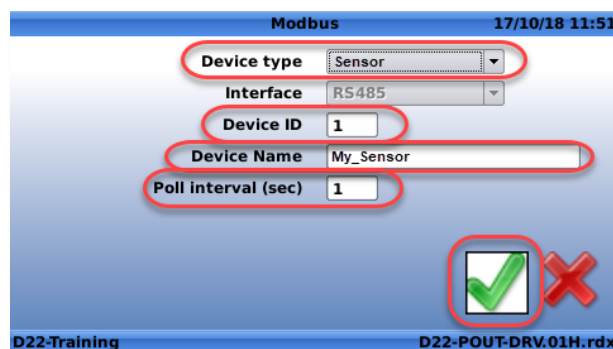 Modbus 17/10/18 11:51
Device type Sensor
Interface RS485
Device ID 1
Device Name My_Sensor
Poll interval (sec) 1
D22-Training D22-POUT-DRV.01H.rdx